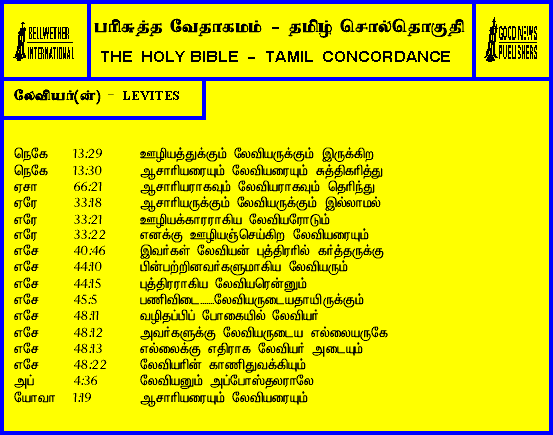 BELLWETHER
INTERNATIONAL
பரிசுத்த வேதாகமம் - தமிழ் சொல்தொகுதி
THE HOLY BIBLE - TAMIL CONCORDANCE
GOOD NEWS
PUBLISHERS
லேவியர்(ன்) - LEVITES
நெகே 13:29 ஊழியத்துக்கும் லேவியருக்கும் இருக்கிற
நெகே 13:30 ஆசாரியரையும் லேவியரையும் சுத்திகரித்து
ஏசா 66:21 ஆசாரியராகவும் லேவியராகவும் தெரிந்து
ஏரே 33:18 ஆசாரியருக்கும் லேவியருக்கும் இல்லாமல்
ஏரே 33:21 ஊழியக்காரராகிய லேவியரோடும்
ஏரே 33:22 எனக்கு ஊழியஞ்செய்கிற லேவியரையும்
எசே 40:46 இவர்கள் லேவியன் புத்திரரில் கர்த்தருக்கு
எசே 44:10 பின்பற்றினவர்களுமாகிய லேவியரும்
எசே 44:15 புத்திரராகிய லேவியரென்னும்
எசே 45:5 பணிவிடை.......லேவியருடையதாயிருக்கும்
எசே 48:11 வழிதப்பிப் போகையில் லேவியர்
எசே 48:12 அவர்களுக்கு லேவியருடைய எல்லையருகே
எசே 48:13 எல்லைக்கு எதிராக லேவியர் அடையும்
எசே 48:22 லேவியரின் காணிதுவக்கியும்
அப் 4:36 லேவியனும் அப்போஸ்தலராலே
யோவா 1:19 ஆசாரியரையும் லேவியரையும்